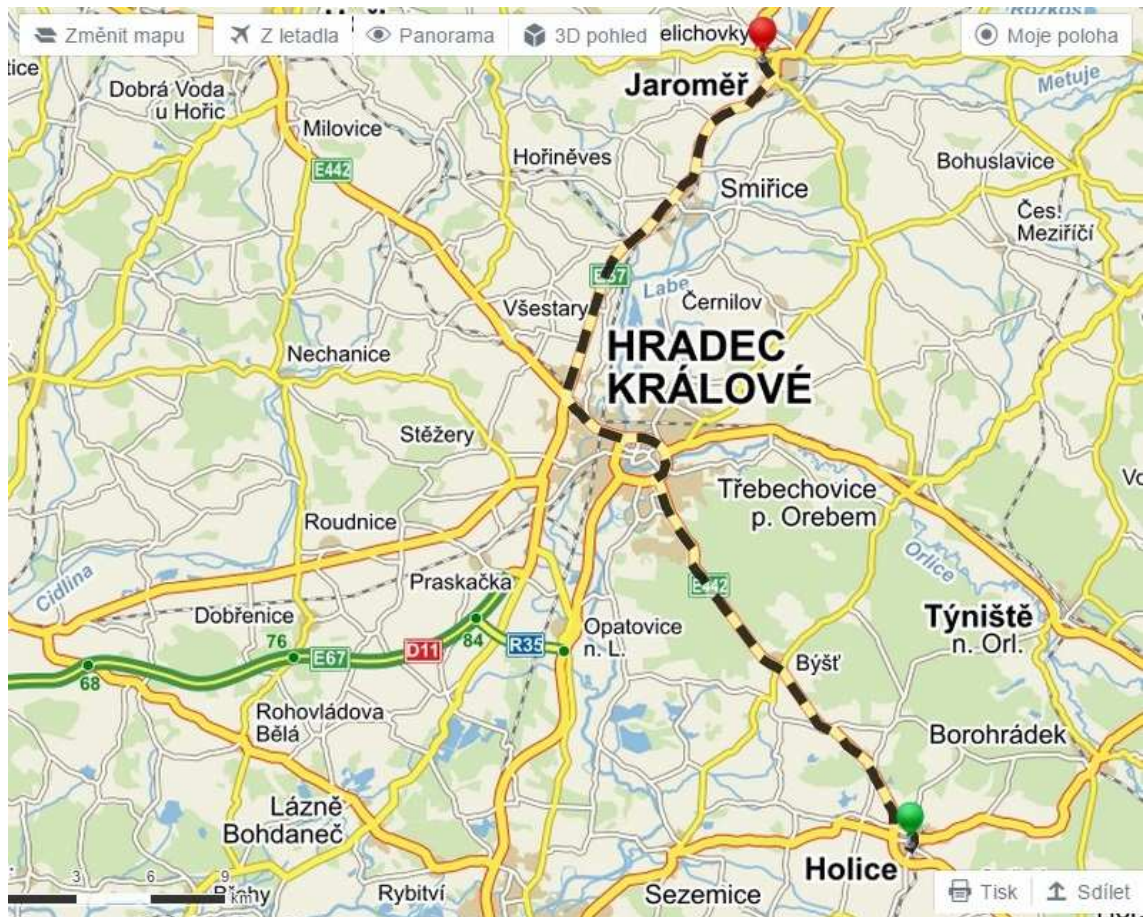 Změnit mapu
Z letadla
Panorama
3D pohled
Moje poloha
elichovky
tice
Dobrá Voda
u Hořic
Jaroměř
Metuje
Milovice
Hořiněves
Bohuslavice
E442
Smiřice
Čes.
Meziříčí
E67
Labe
Všestary
Černilov
HRADEC
KRÁLOVÉ
Nechanice
Stěžery
Třebechovice
p. Orebem
Vo
Roudnice
Orlice
Cidlina
Praskačka
E442
Dobřenice
Týniště
n. Orl.
76
84
D11
R35
Opatovice
n. L.
E67
68
Býšť
Rohovládova
Bělá
Borohrádek
Lázně
Bohdaneč
Holice
3
6
9
km
Rybitví
Sezemice
Tisk
Sdílet